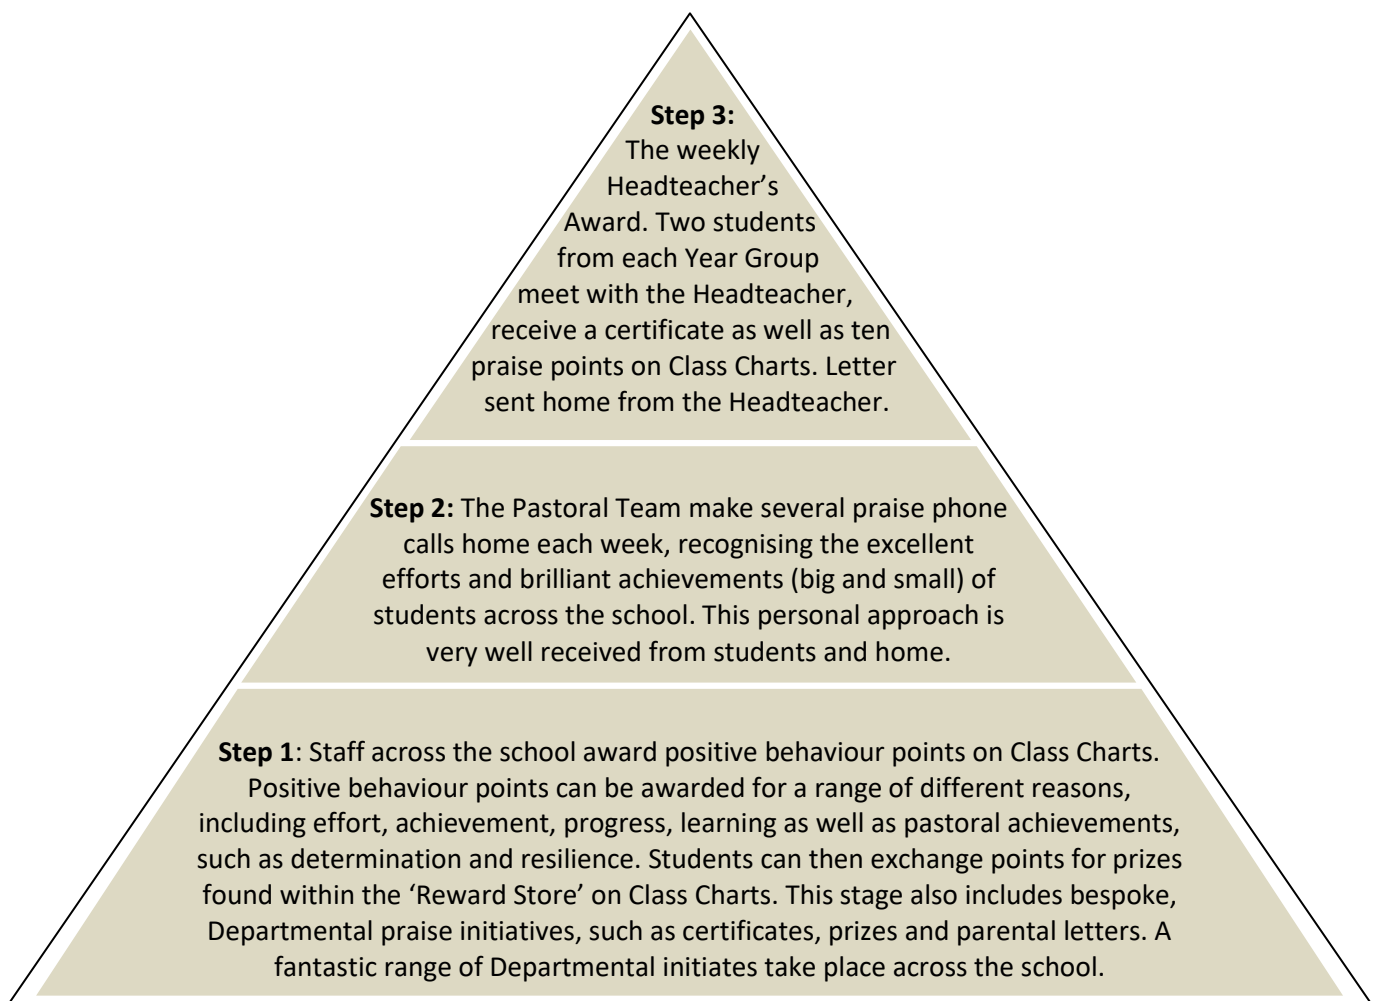 Step 3:
The weekly
Headteacher’s
Award. Two students
from each Year Group
meet with the Headteacher,
receive a certificate as well as ten
praise points on Class Charts. Letter
sent home from the Headteacher.
Step 2: The Pastoral Team make several praise phone
calls home each week, recognising the excellent
efforts and brilliant achievements (big and small) of
students across the school. This personal approach is
very well received from students and home.
Step 1: Staff across the school award positive behaviour points on Class Charts.
Positive behaviour points can be awarded for a range of different reasons,
including effort, achievement, progress, learning as well as pastoral achievements,
such as determination and resilience. Students can then exchange points for prizes
found within the ‘Reward Store’ on Class Charts. This stage also includes bespoke,
Departmental praise initiatives, such as certificates, prizes and parental letters. A
fantastic range of Departmental initiates take place across the school.